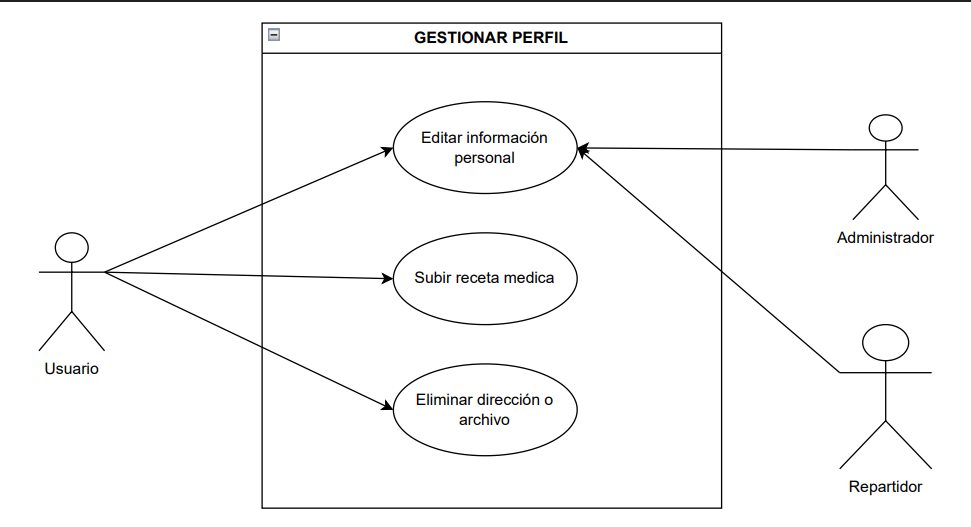 GESTIONAR PERFIL
Editar información
personal
Administrador
Subir receta medica
Usuario
Eliminar dirección o
archivo
Repartidor